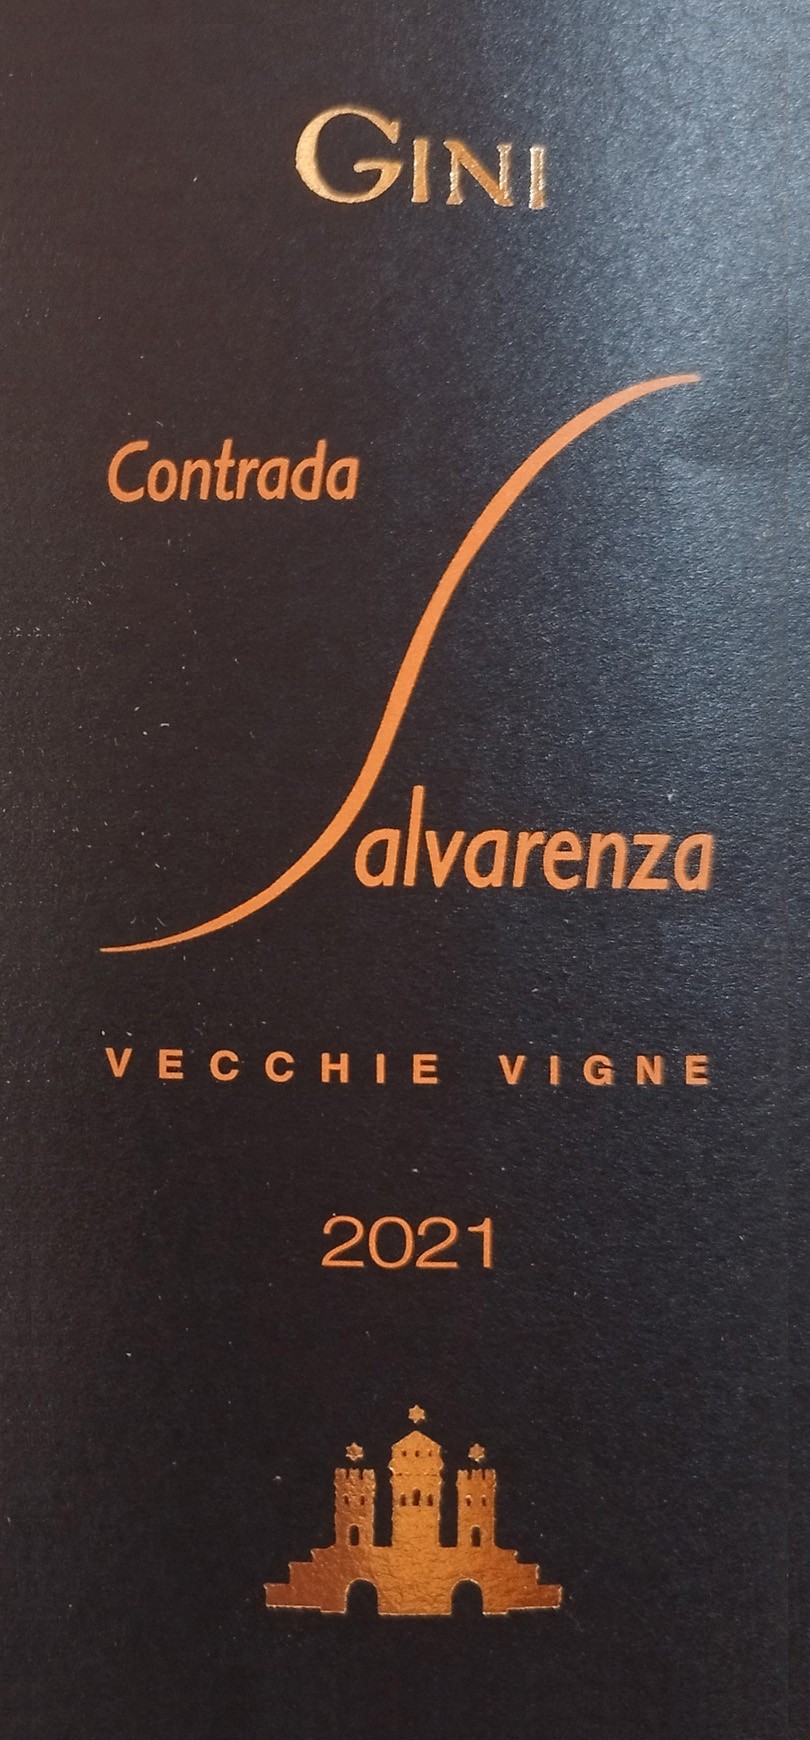 GINI
Contrada
Salvarenza
VECCHIE VIGNE
2021